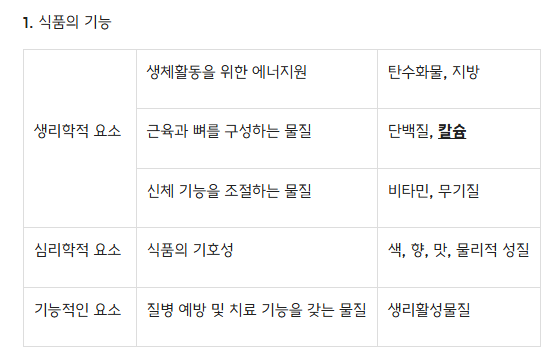 1. 식품의 기능
생리학적 요소
생체활동을 위한 에너지원
탄수화물, 지방
근육과 뼈를 구성하는 물질
단백질, 칼슘
신체 기능을 조절하는 물질
비타민, 무기질
심리학적 요소
식품의 기호성
색, 향, 맛, 물리적 성질
기능적인 요소
질병 예방 및 치료 기능을 갖는 물질
생리활성물질